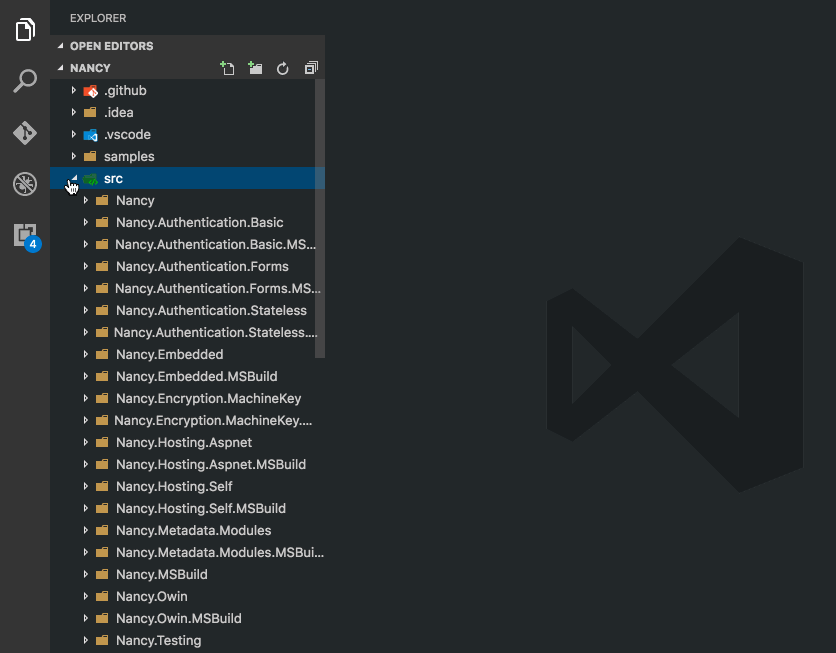 EXPLORER
OPEN EDITORS
NANCY
.github
.idea
.vscode
samples
src
Nancy
Nancy.Authentication.Basic
Nancy.Authentication.Basic.MS...
Nancy.Authentication.Forms
Nancy.Authentication.Forms.MS...
Nancy.Authentication.Stateless
Nancy.Authentication.Stateless....
4
Nancy.Embedded
Nancy.Embedded.MSBuild
Nancy.Encryption.MachineKey
Nancy.Encryption.MachineKey....
Nancy.Hosting.Aspnet
Nancy.Hosting.Aspnet.MSBuild
Nancy.Hosting.Self
Nancy.Hosting.Self.MSBuild
Nancy.Metadata.Modules
Nancy.Metadata.Modules.MSBui...
Nancy.MSBuild
Nancy.Owin
Nancy.Owin.MSBuild
Nancy.Testing